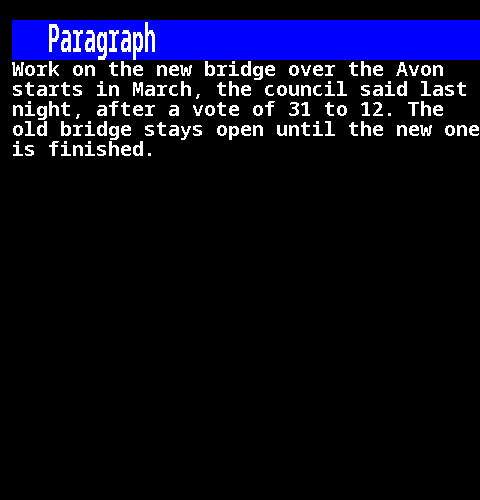 Paragraph
Work on the new bridge over the Avon
starts in March, the council said last
night, after a vote of 31 to 12. The
old bridge stays open until the new one
is finished.